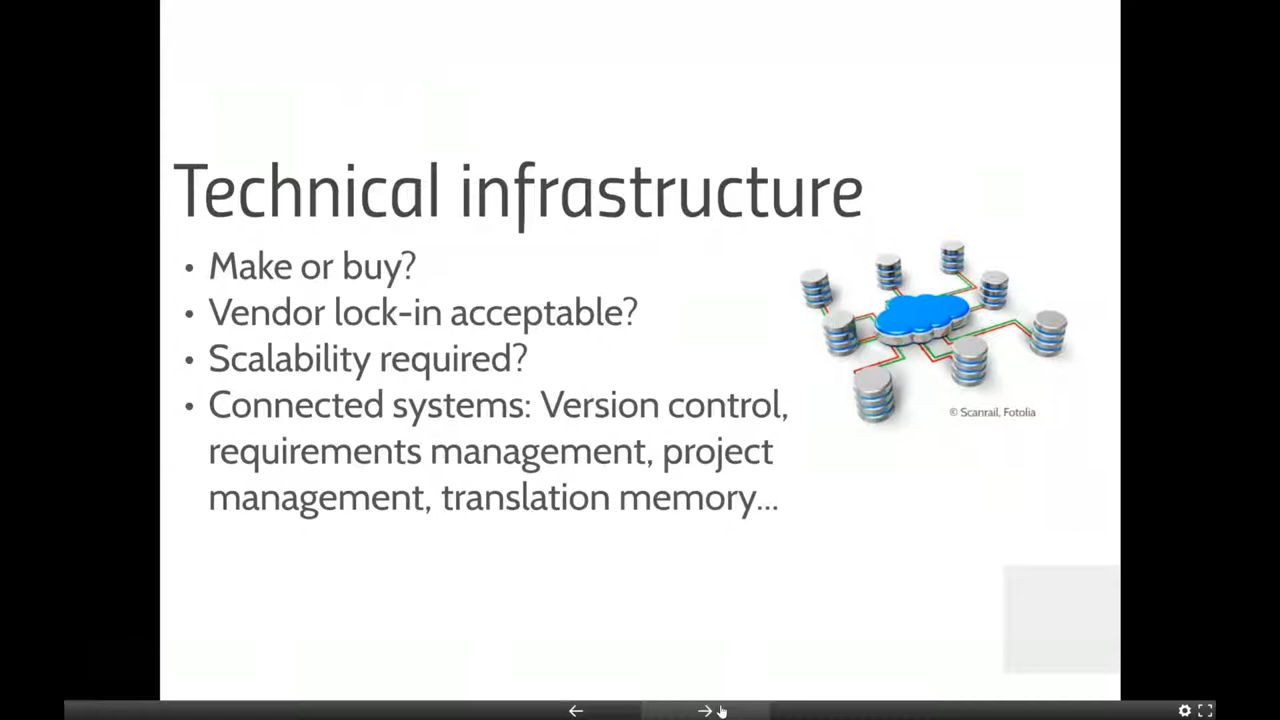 Technical infrastructure
• Make or buy?
• Vendor lock-in acceptable?
• Scalability required?
• Connected systems: Version control,
requirements management, project
management, translation memory...
© Scanrail, Fotolia